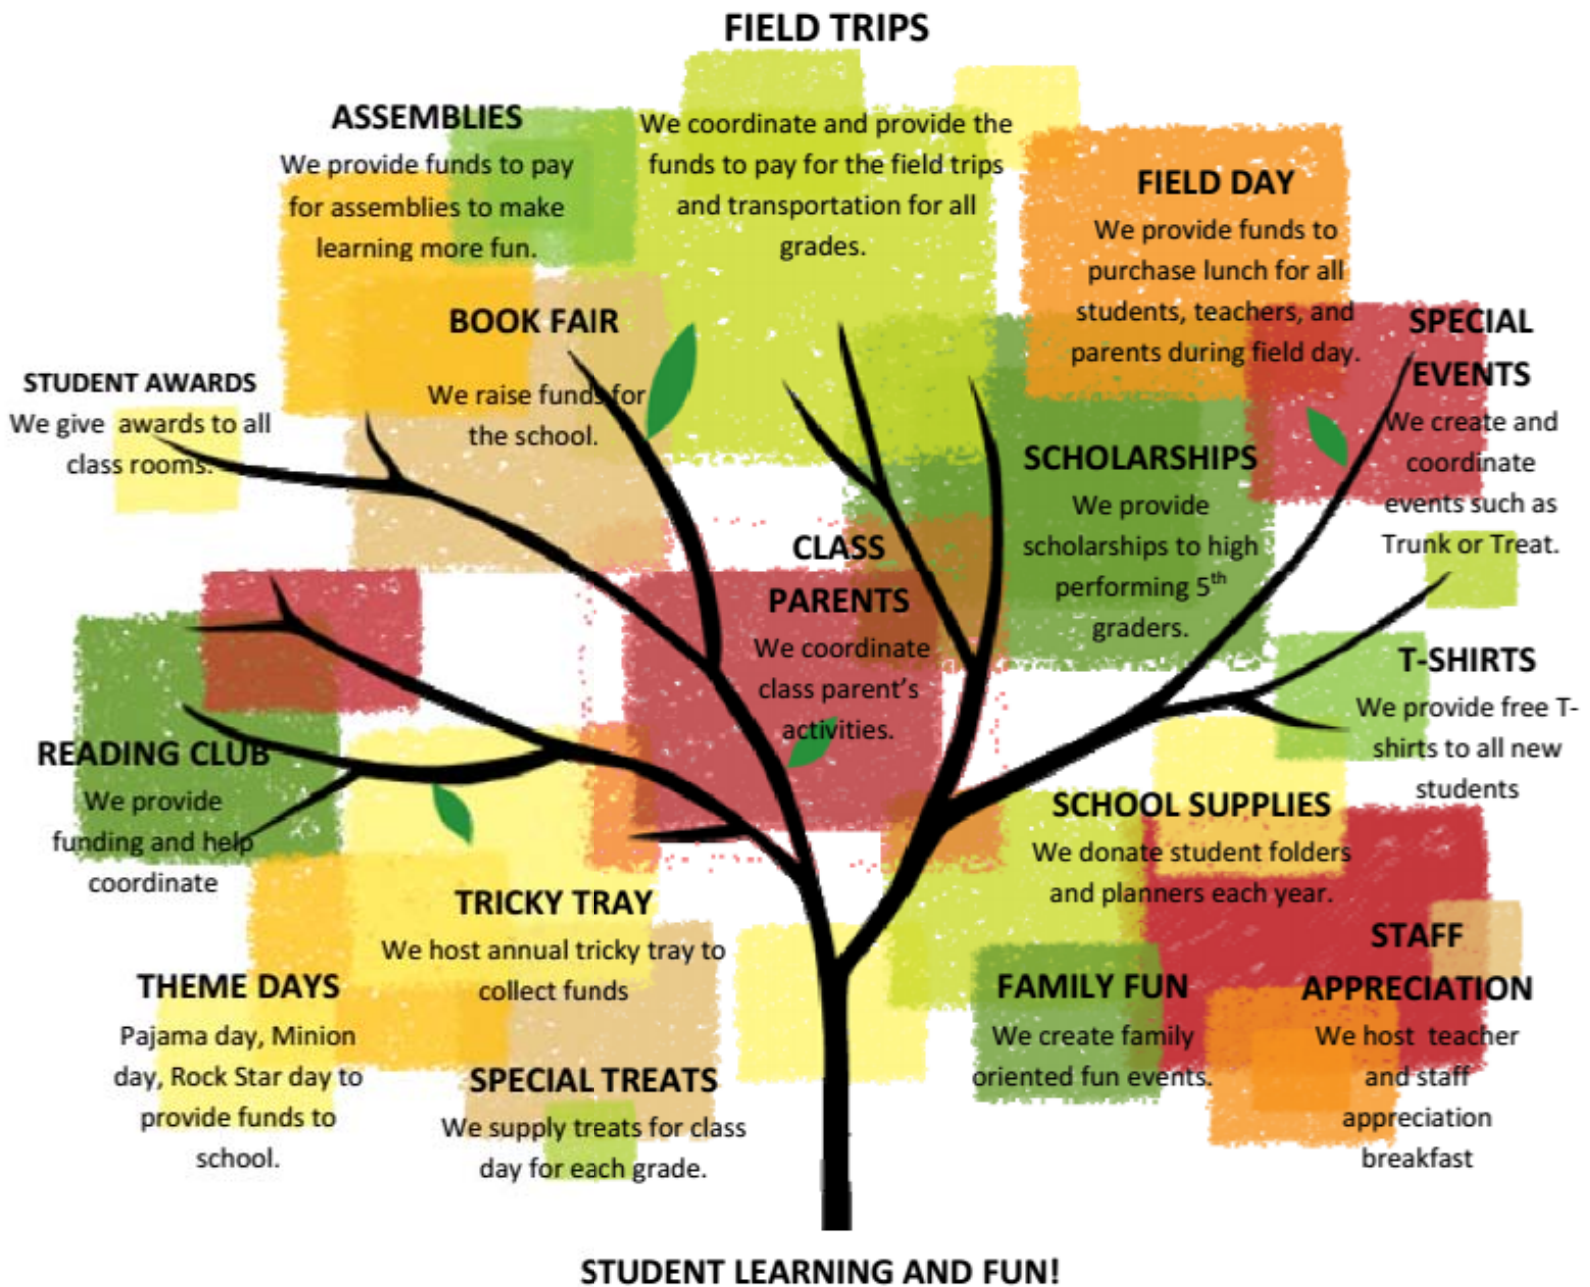 FIELD TRIPS
We coordinate and provide the
funds to pay for the field trips
and transportation for all
grades.
ASSEMBLIES
We provide funds to pay
for assemblies to make
learning more fun.
FIELD DAY
We provide funds to
purchase lunch for all
students, teachers, and
parents during field day.
BOOK FAIR
We raise funds for
the school.
SPECIAL
EVENTS
We create and
coordinate
events such as
Trunk or Treat.
STUDENT AWARDS
We give  awards to all
class rooms.
SCHOLARSHIPS
We provide
scholarships to high
performing 5th
graders.
CLASS
PARENTS
We coordinate
class parent’s
activities.
T-SHIRTS
We provide free T-
shirts to all new
students
READING CLUB
We provide
funding and help
coordinate
SCHOOL SUPPLIES
We donate student folders
and planners each year.
TRICKY TRAY
We host annual tricky tray to
collect funds
STAFF
APPRECIATION
We host  teacher
and staff
appreciation
breakfast
THEME DAYS
Pajama day, Minion
day, Rock Star day to
provide funds to
school.
FAMILY FUN
We create family
oriented fun events.
SPECIAL TREATS
We supply treats for class
day for each grade.
STUDENT LEARNING AND FUN!